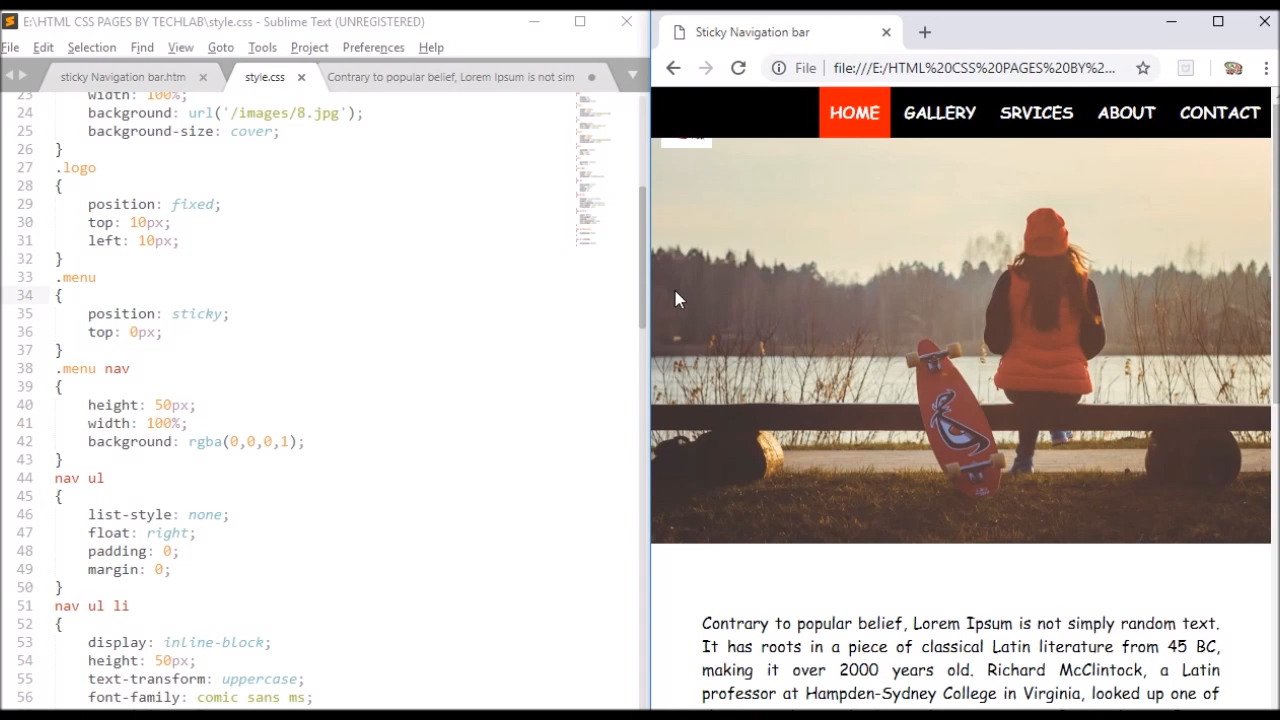 E:\HTML CSS PAGES BY TECHLAB\style.css - Sublime Text (UNREGISTERED)
File Edit Selection Find View Goto Tools Project Preferences Help
sticky Navigation bar.htm
style.css
Contrary to popular belief, Lorem Ipsum is not sim
23 width: 100%;
24 background: url('/images/8.jpg');
25 background-size: cover;
26 }
27 .logo
28 {
29 position: fixed;
30 top: 10px;
31 left: 10px;
32 }
33 .menu
34 {
35 position: sticky;
36 top: 0px;
37 }
38 .menu nav
39 {
40 height: 50px;
41 width: 100%;
42 background: rgba(0,0,0,1);
43 }
44 nav ul
45 {
46 list-style: none;
47 float: right;
48 padding: 0;
49 margin: 0;
50 }
51 nav ul li
52 {
53 display: inline-block;
54 height: 50px;
55 text-transform: uppercase;
56 font-family: comic sans ms;
Sticky Navigation bar
File file:///E:/HTML%20CSS%20PAGES%20BY%2...
HOME GALLERY SRVICES ABOUT CONTACT
Contrary to popular belief, Lorem Ipsum is not simply random text.
It has roots in a piece of classical Latin literature from 45 BC,
making it over 2000 years old. Richard McClintock, a Latin
professor at Hampden-Sydney College in Virginia, looked up one of